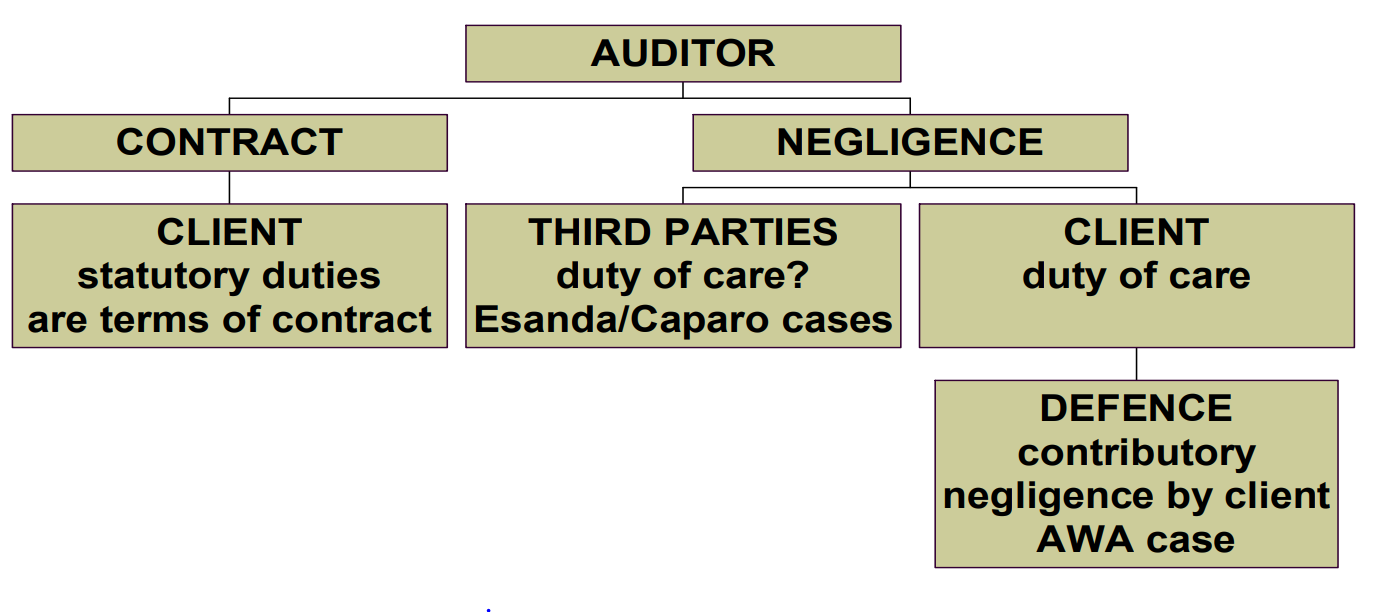 AUDITOR
CONTRACT
NEGLIGENCE
CLIENT
statutory duties
are terms of contract
THIRD PARTIES
duty of care?
Esanda/Caparo cases
CLIENT
duty of care
DEFENCE
contributory
negligence by client
AWA case